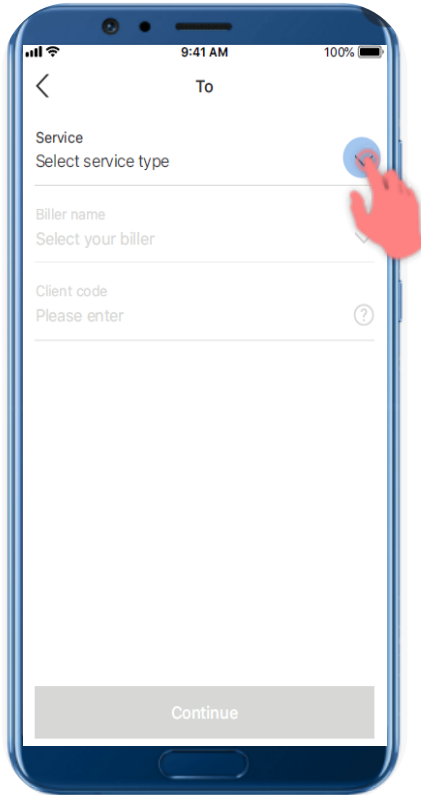 9:41 AM
100%
To
Service
Select service type
Biller name
Select your biller
Client code
Please enter
?
Continue